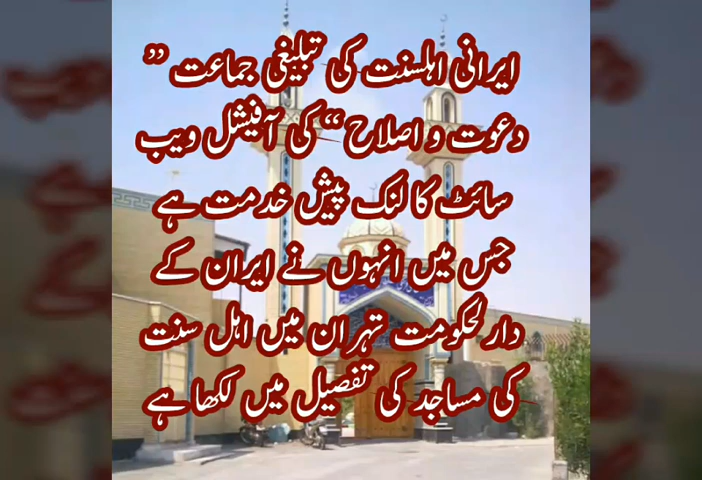 ایرانی اہلسنت کی تبلیغی جماعت ”
دعوت و اصلاح “ کی آفیشل ویب
سائٹ کا لنک پیش خدمت ہے
جس میں انہوں نے ایران کے
دارلحکومت تہران میں اہل سنت
کی مساجد کی تفصیل میں لکھا ہے